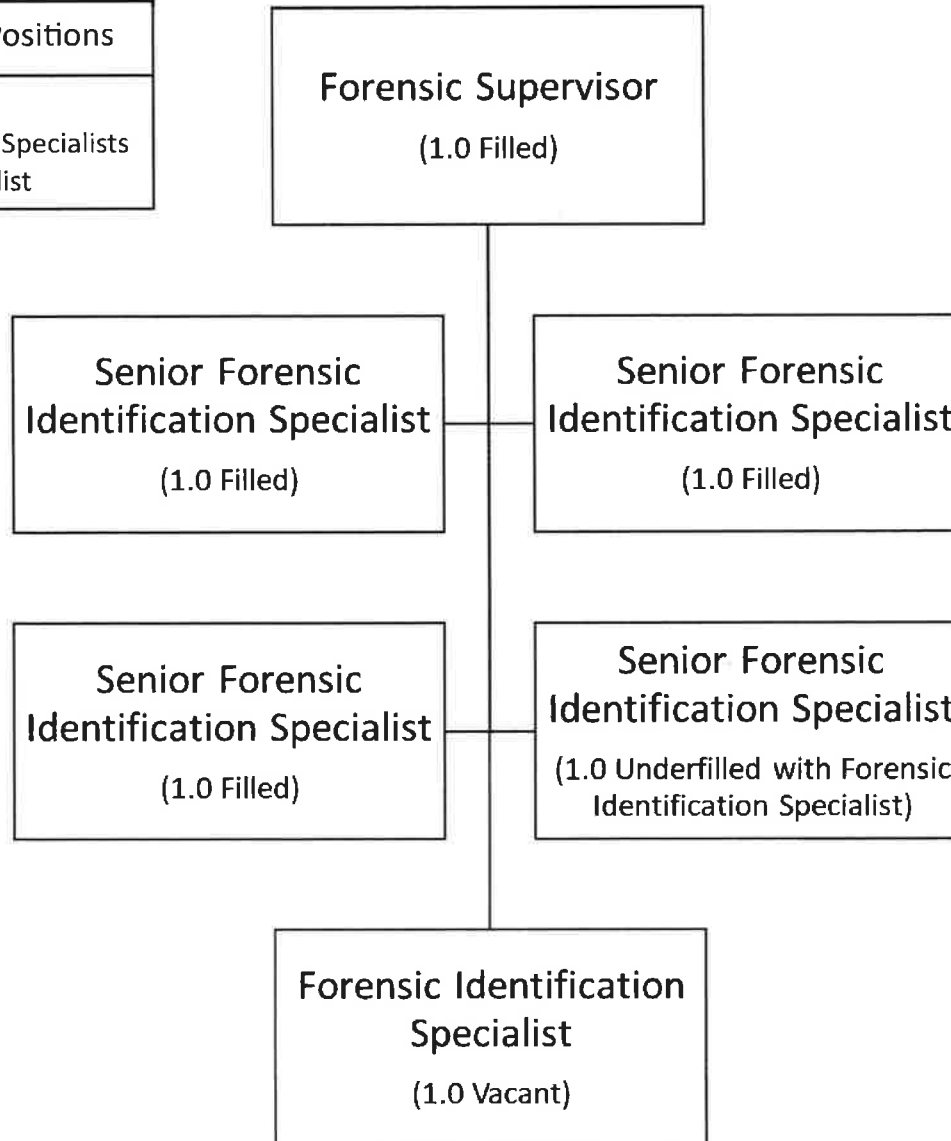 Positions
Specialists
Forensic Supervisor
(1.0 Filled)
Senior Forensic
Identification Specialist
(1.0 Filled)
Senior Forensic
Identification Specialist
(1.0 Filled)
Senior Forensic
Identification Specialist
(1.0 Filled)
Senior Forensic
Identification Specialist
(1.0 Underfilled with Forensic
Identification Specialist)
Forensic Identification
Specialist
(1.0 Vacant)